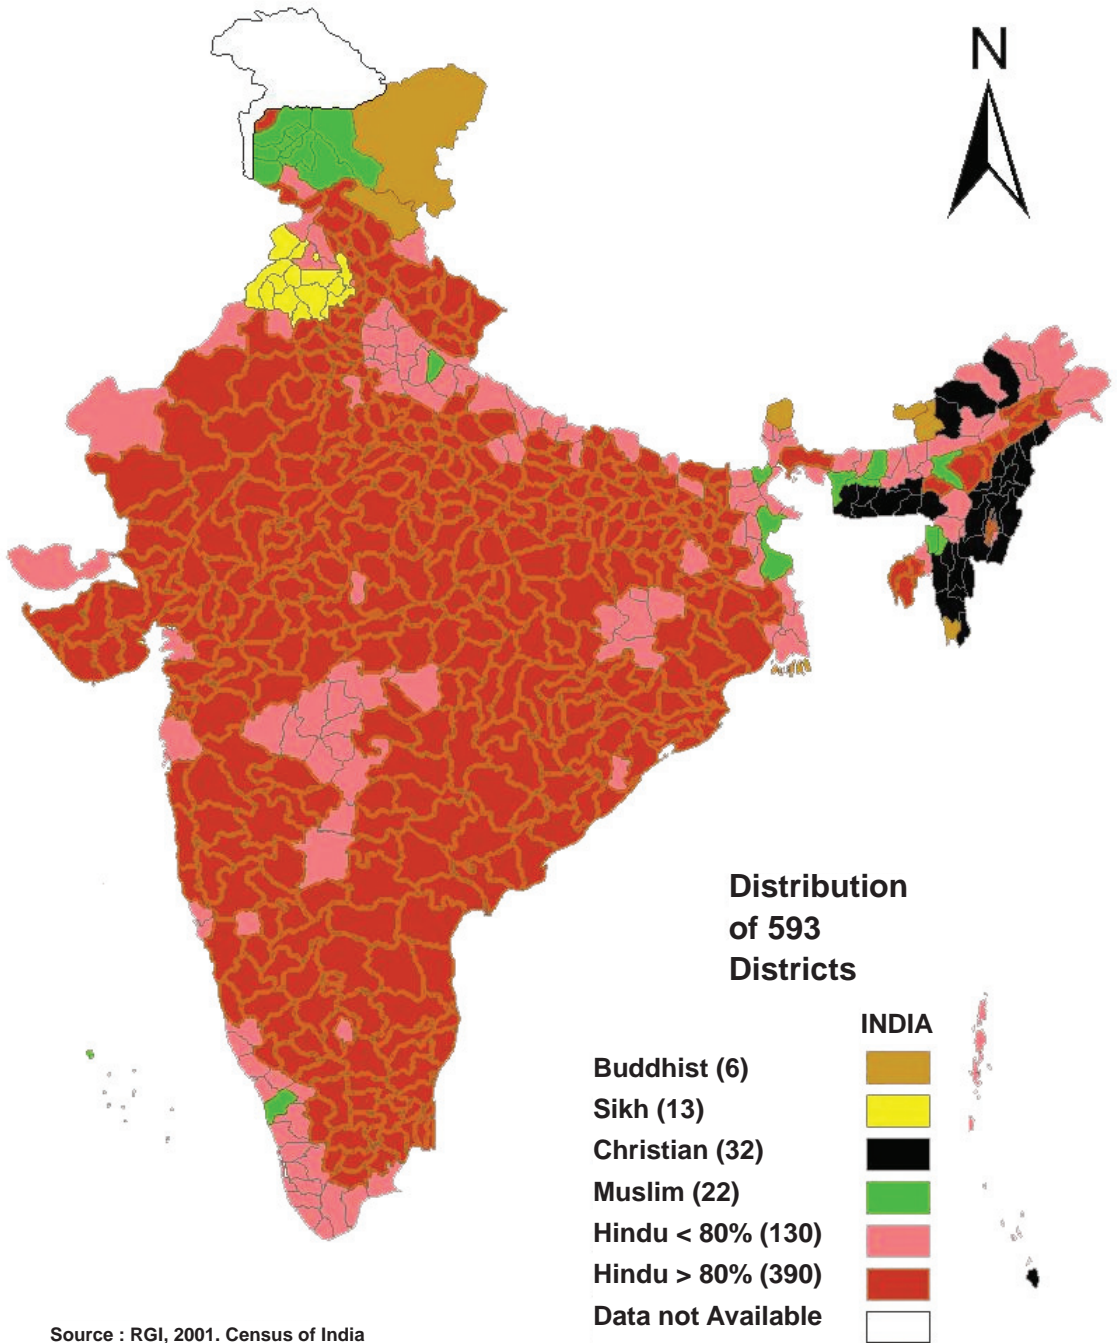 N
Distribution
of 593
Districts
INDIA
Buddhist (6)
Sikh (13)
Christian (32)
Muslim (22)
Hindu < 80% (130)
Hindu > 80% (390)
Data not Available
Source : RGI, 2001. Census of India